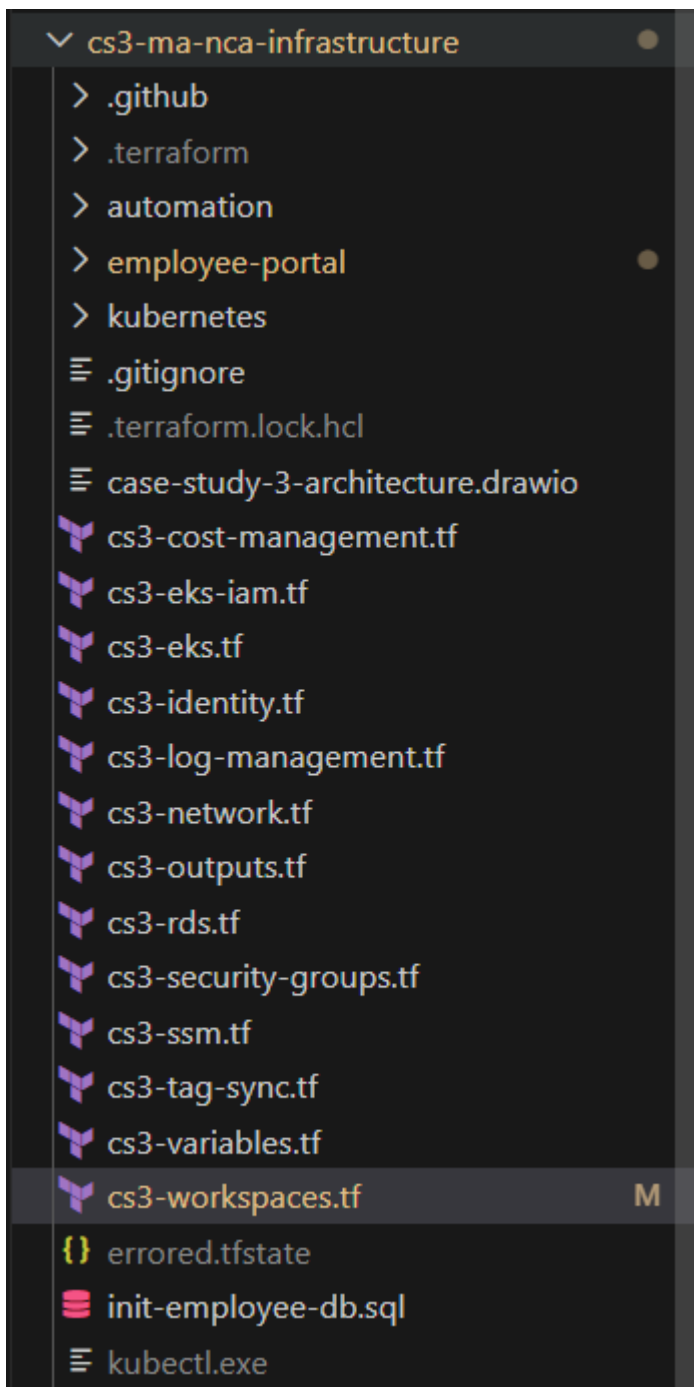 cs3-ma-nca-infrastructure
.github
.terraform
automation
employee-portal
kubernetes
.gitignore
.terraform.lock.hcl
case-study-3-architecture.drawio
cs3-cost-management.tf
cs3-eks-iam.tf
cs3-eks.tf
cs3-identity.tf
cs3-log-management.tf
cs3-network.tf
cs3-outputs.tf
cs3-rds.tf
cs3-security-groups.tf
cs3-ssm.tf
cs3-tag-sync.tf
cs3-variables.tf
cs3-workspaces.tf M
errored.tfstate
init-employee-db.sql
kubectl.exe